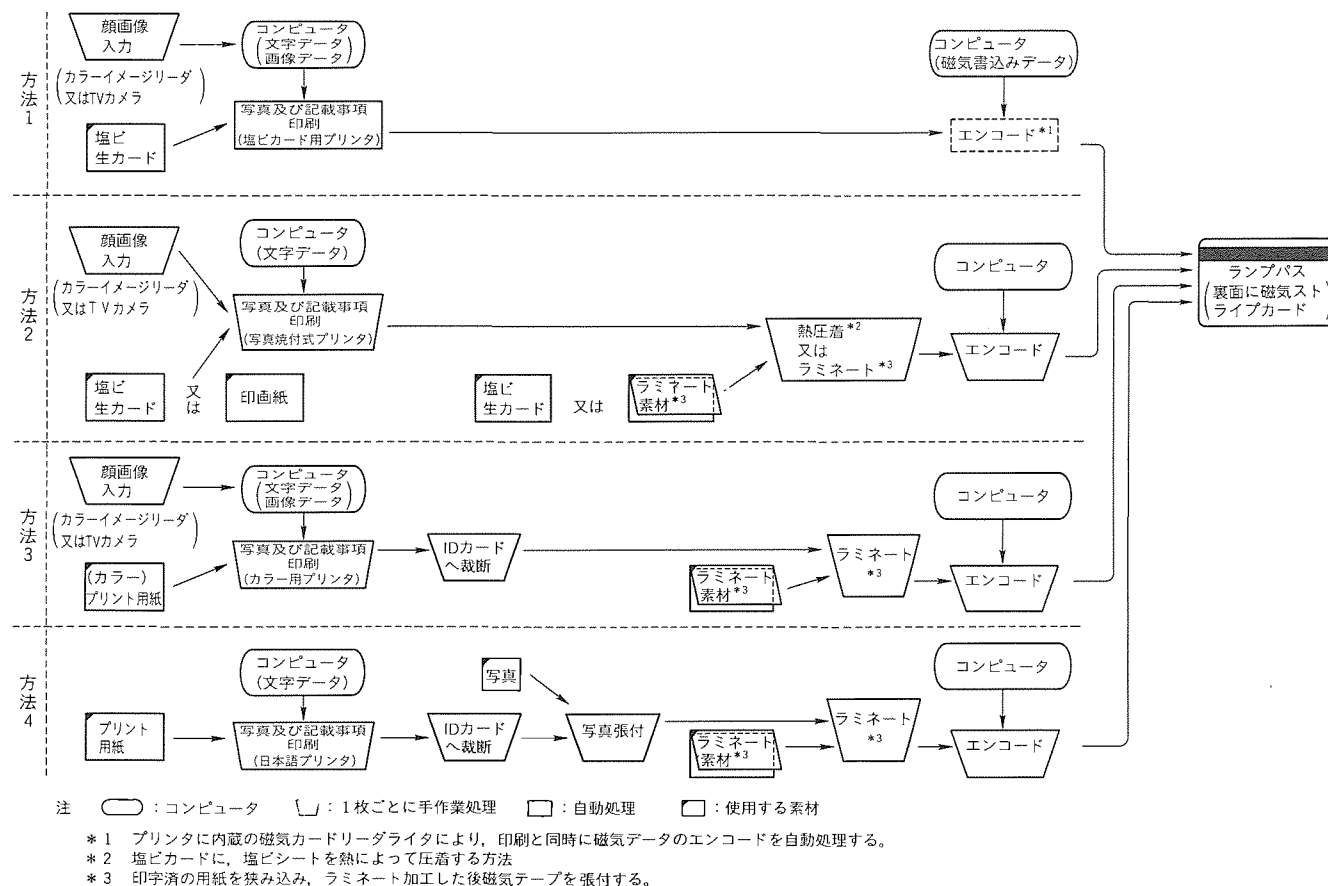 方法1
顔画像
入力
(カラーイメージリーダ
又はTVカメラ)
塩ビ
生カード
コンピュータ
(文字データ
画像データ)
写真及び記載事項
印刷
(塩ビカード用プリンタ)
コンピュータ
(磁気書込みデータ)
エンコード*1
方法2
顔画像
入力
(カラーイメージリーダ
又はTVカメラ)
コンピュータ
(文字データ)
写真及び記載事項
印刷
(写真焼付式プリンタ)
塩ビ
生カード
又は
印画紙
塩ビ
生カード
又は
ラミネート
素材*3
熱圧着*2
又は
ラミネート*3
コンピュータ
エンコード
ランプパス
(裏面に磁気スト
ライプカード)
方法3
顔画像
入力
(カラーイメージリーダ
又はTVカメラ)
(カラー)
プリント用紙
コンピュータ
(文字データ
画像データ)
写真及び記載事項
印刷
(カラー用プリンタ)
IDカード
へ裁断
ラミネート
素材*3
ラミネート
*3
コンピュータ
エンコード
方法4
プリント
用紙
コンピュータ
(文字データ)
写真及び記載事項
印刷
(日本語プリンタ)
IDカード
へ裁断
写真
写真張付
ラミネート
素材*3
ラミネート
*3
コンピュータ
エンコード
注 :コンピュータ :1枚ごとに手作業処理 :自動処理 :使用する素材
*1 プリンタに内蔵の磁気カードリーダライタにより,印刷と同時に磁気データのエンコードを自動処理する。
*2 塩ビカードに,塩ビシートを熱によって圧着する方法
*3 印字済の用紙を狭み込み,ラミネート加工した後磁気テープを張付する。